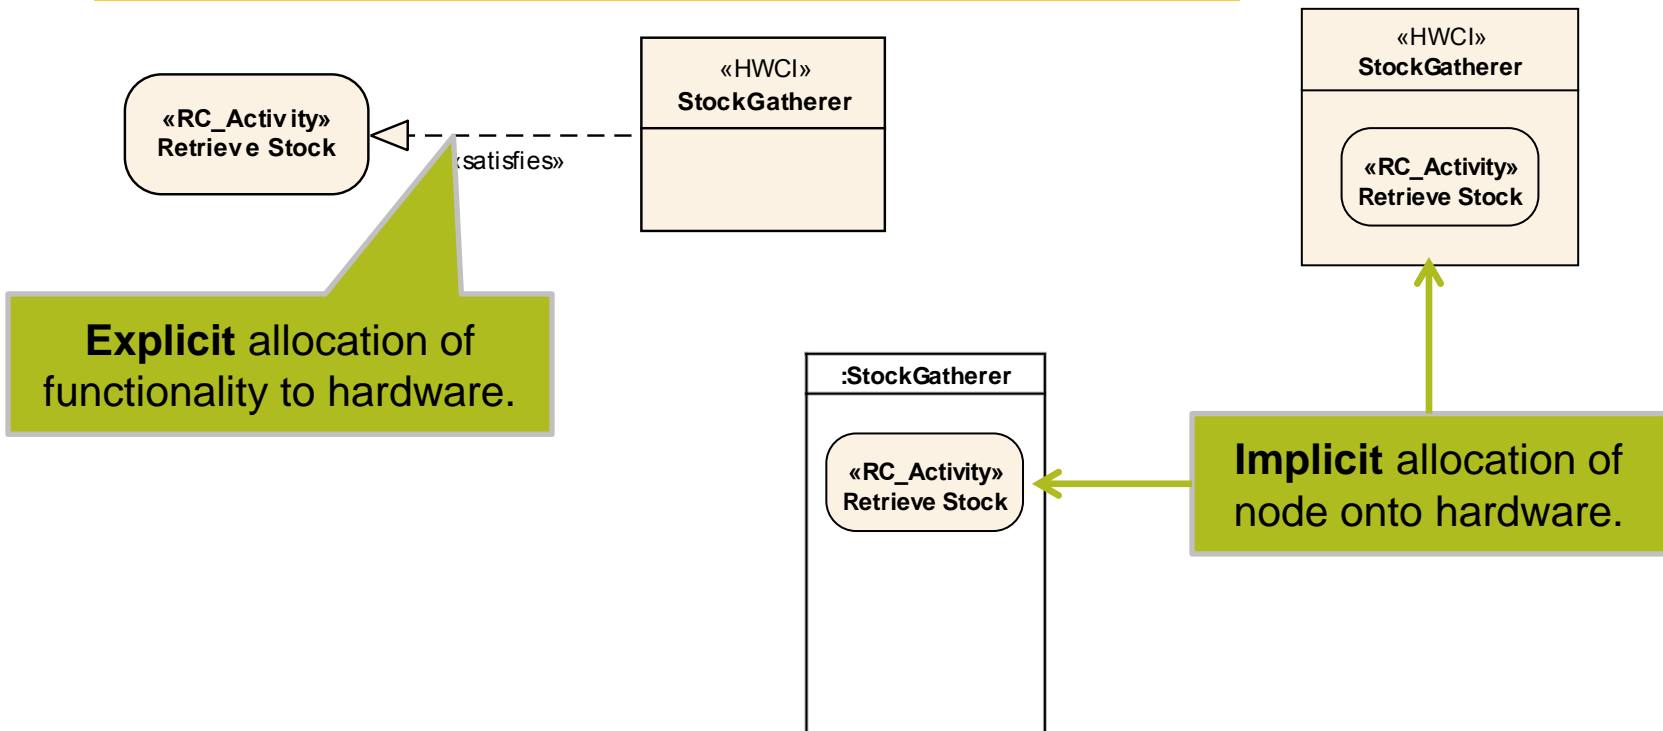 «RC_Activity»
Retrieve Stock
«satisfies»
«HWCI»
StockGatherer
«HWCI»
StockGatherer
«RC_Activity»
Retrieve Stock
Explicit allocation of
functionality to hardware.
:StockGatherer
«RC_Activity»
Retrieve Stock
Implicit allocation of
node onto hardware.